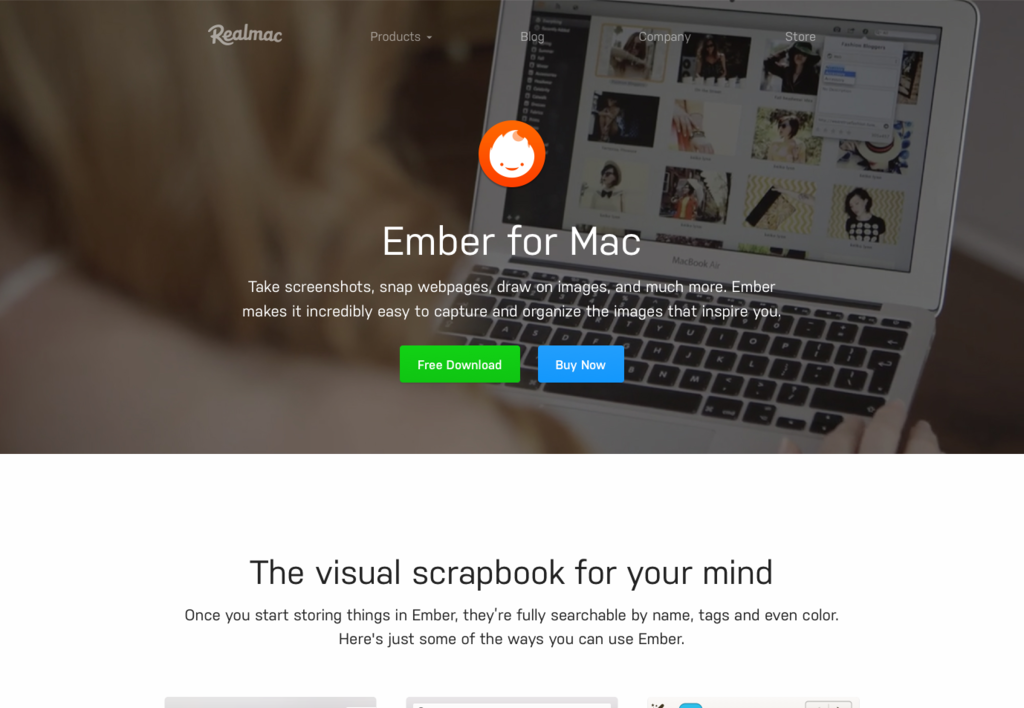 Realmac
Products
Blog
Company
Store
MacBook Air
Ember for Mac
Take screenshots, snap webpages, draw on images, and much more. Ember
makes it incredibly easy to capture and organize the images that inspire you.
Free Download
Buy Now
The visual scrapbook for your mind
Once you start storing things in Ember, they’re fully searchable by name, tags and even color.
Here's just some of the ways you can use Ember.